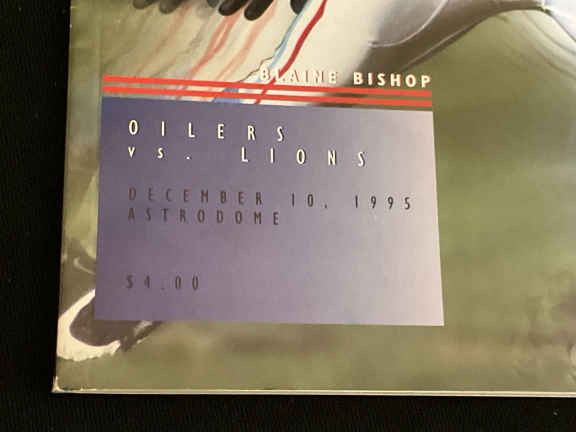 BLAINE BISHOP
OILERS
vs. LIONS
DECEMBER 10, 1995
ASTRODOME
$4.00